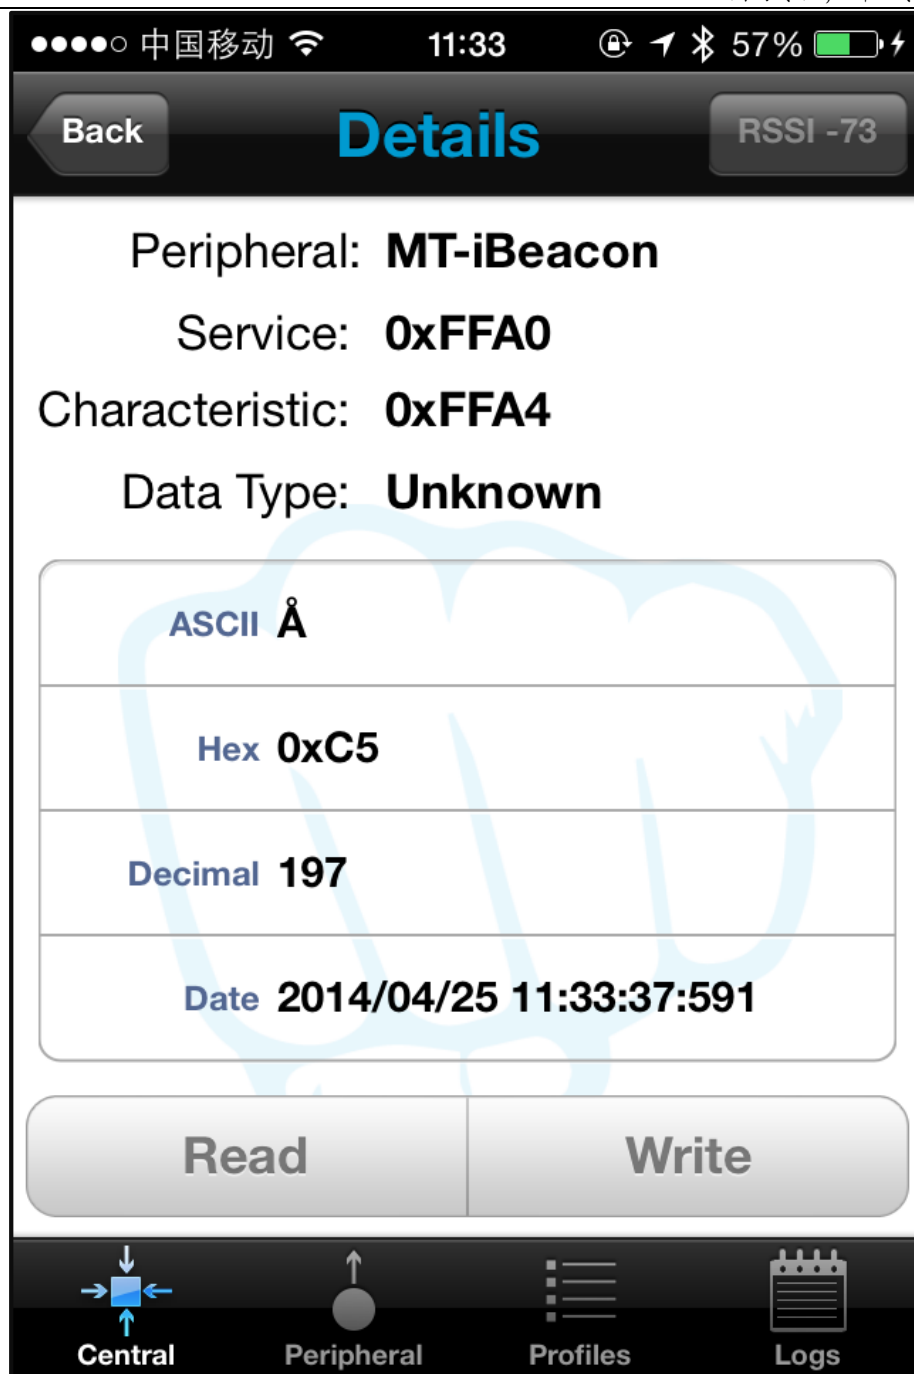 中国移动 11:33 57%
Back Details RSSI -73
Peripheral: MT-iBeacon
Service: 0xFFA0
Characteristic: 0xFFA4
Data Type: Unknown
ASCII Å
Hex 0xC5
Decimal 197
Date 2014/04/25 11:33:37:591
Read Write
Central Peripheral Profiles Logs